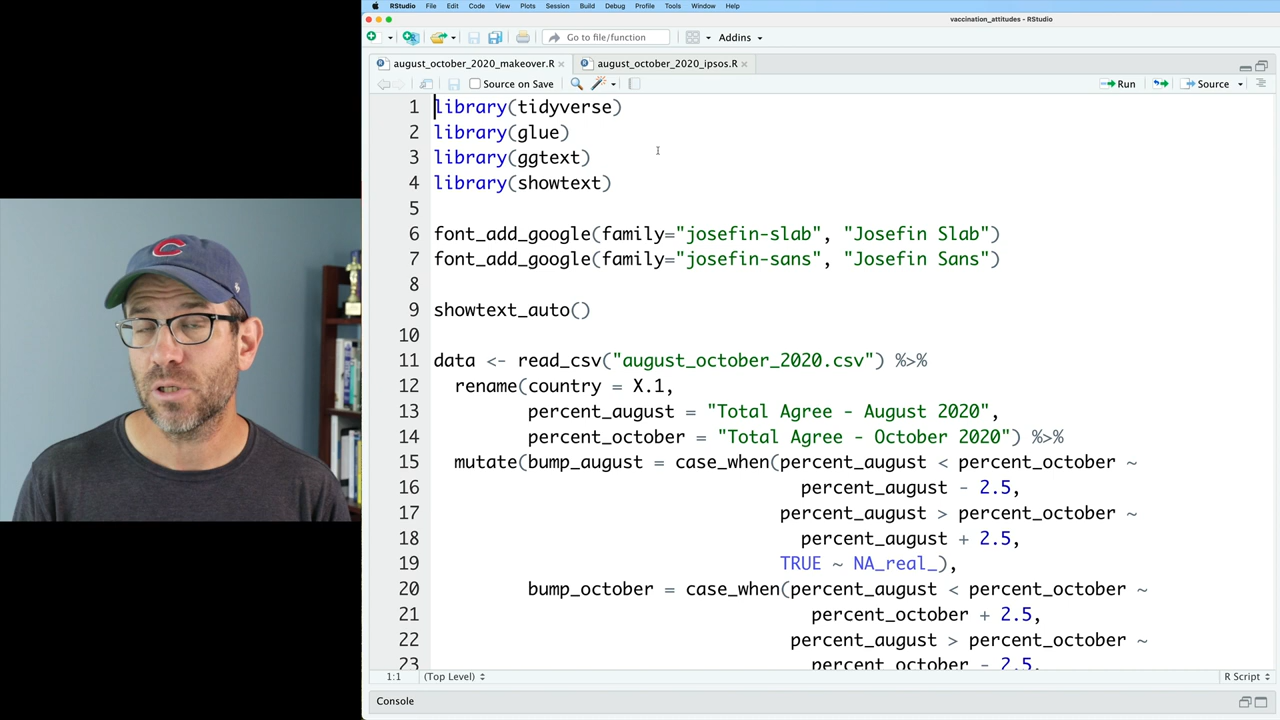 RStudio File Edit Code View Plots Session Build Debug Profile Tools Window Help
vaccination_attitudes - RStudio
Go to file/function Addins
august_october_2020_makeover.R august_october_2020_ipsos.R
Source on Save Run Source
1 library(tidyverse)
2 library(glue)
3 library(ggtext)
4 library(showtext)
5
6 font_add_google(family="josefin-slab", "Josefin Slab")
7 font_add_google(family="josefin-sans", "Josefin Sans")
8
9 showtext_auto()
10
11 data <- read_csv("august_october_2020.csv") %>%
12 rename(country = X.1,
13 percent_august = "Total Agree - August 2020",
14 percent_october = "Total Agree - October 2020") %>%
15 mutate(bump_august = case_when(percent_august < percent_october ~
16 percent_august - 2.5,
17 percent_august > percent_october ~
18 percent_august + 2.5,
19 TRUE ~ NA_real_),
20 bump_october = case_when(percent_august < percent_october ~
21 percent_october + 2.5,
22 percent_august > percent_october ~
23 percent_october - 2.5,
1:1 (Top Level) R Script
Console
C